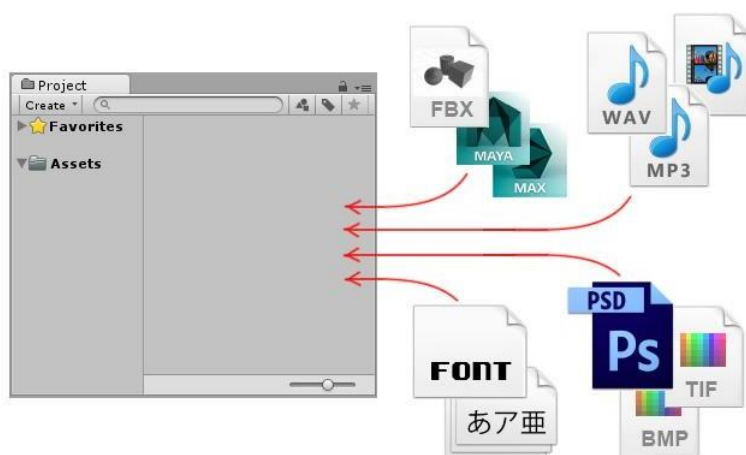 Project
Create
Favorites
Assets
FBX
MAYA
MAX
WAV
MP3
FONT
あア亜
PSD
Ps
TIF
BMP